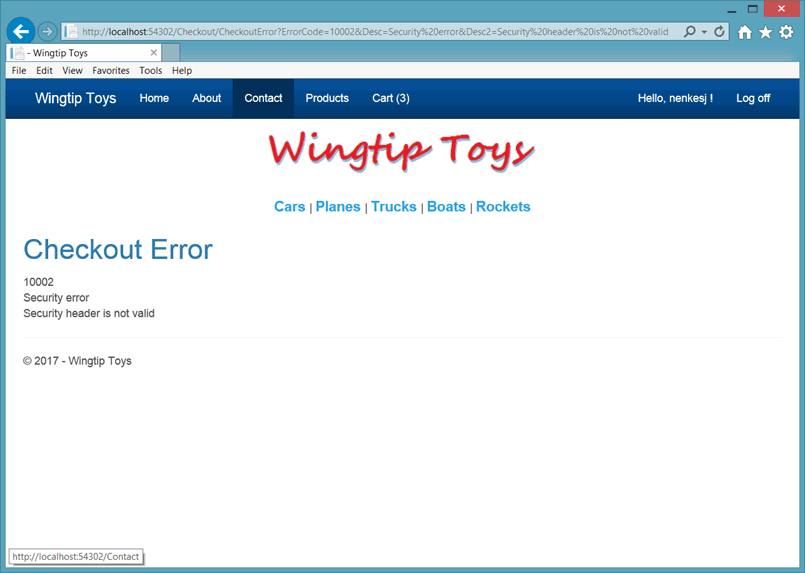 http://localhost:54302/Checkout/CheckoutError?ErrorCode=10002&Desc=Security%20error&Desc2=Security%20header%20is%20not%20valid
- Wingtip Toys
File Edit View Favorites Tools Help
Wingtip Toys Home About Contact Products Cart (3) Hello, nenkesj ! Log off
Wingtip Toys
Cars | Planes | Trucks | Boats | Rockets
Checkout Error
10002
Security error
Security header is not valid
© 2017 - Wingtip Toys
http://localhost:54302/Contact